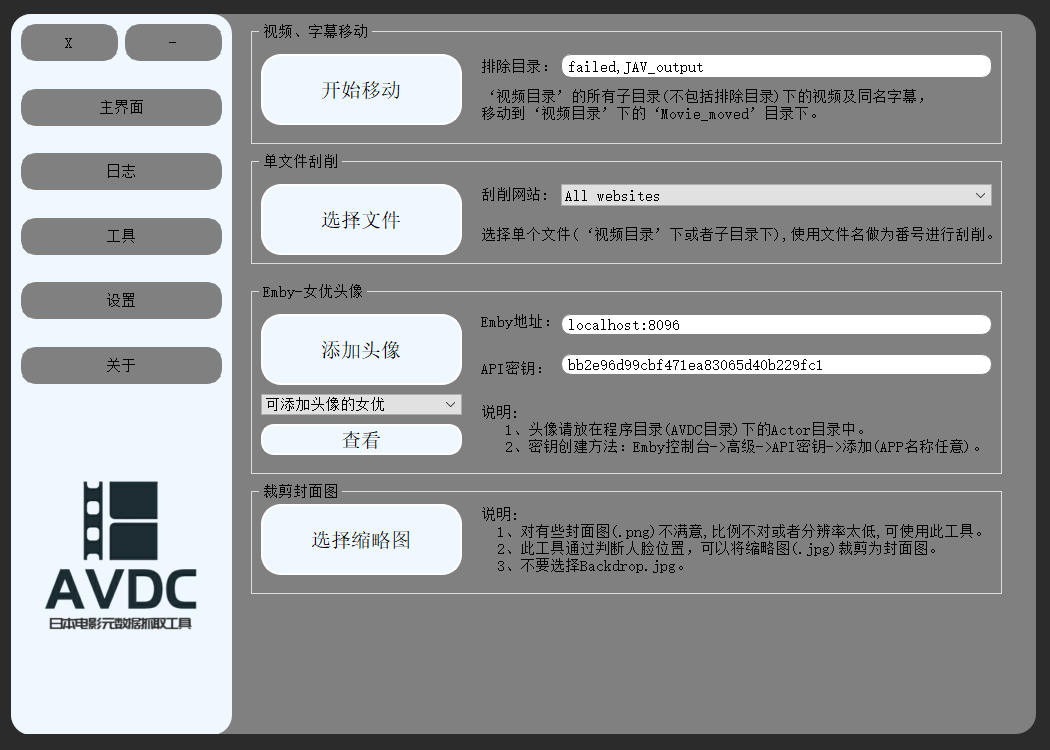 X
-
主界面
日志
工具
设置
关于
AVDC
日本电影元数据抓取工具
视频、字幕移动
开始移动
排除目录：
failed,JAV_output
‘视频目录’的所有子目录(不包括排除目录)下的视频及同名字幕，
移动到‘视频目录’下的‘Movie_moved’目录下。
单文件刮削
选择文件
刮削网站：
All websites
选择单个文件(‘视频目录’下或者子目录下),使用文件名做为番号进行刮削。
Emby-女优头像
添加头像
Emby地址：
localhost:8096
API密钥：
bb2e96d99cbf471ea83065d40b229fc1
可添加头像的女优
查看
说明:
1、头像请放在程序目录(AVDC目录)下的Actor目录中。
2、密钥创建方法：Emby控制台->高级->API密钥->添加(APP名称任意)。
裁剪封面图
选择缩略图
说明:
1、对有些封面图(.png)不满意,比例不对或者分辨率太低,可使用此工具。
2、此工具通过判断人脸位置，可以将缩略图(.jpg)裁剪为封面图。
3、不要选择Backdrop.jpg。